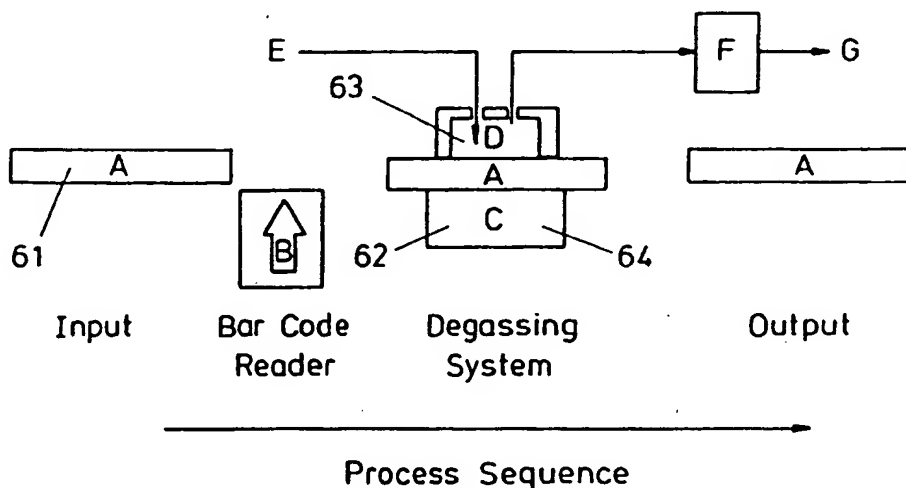 E
F
G
63
D
A
A
A
61
B
62
C
64
Input
Bar Code
Reader
Degassing
System
Output
Process Sequence